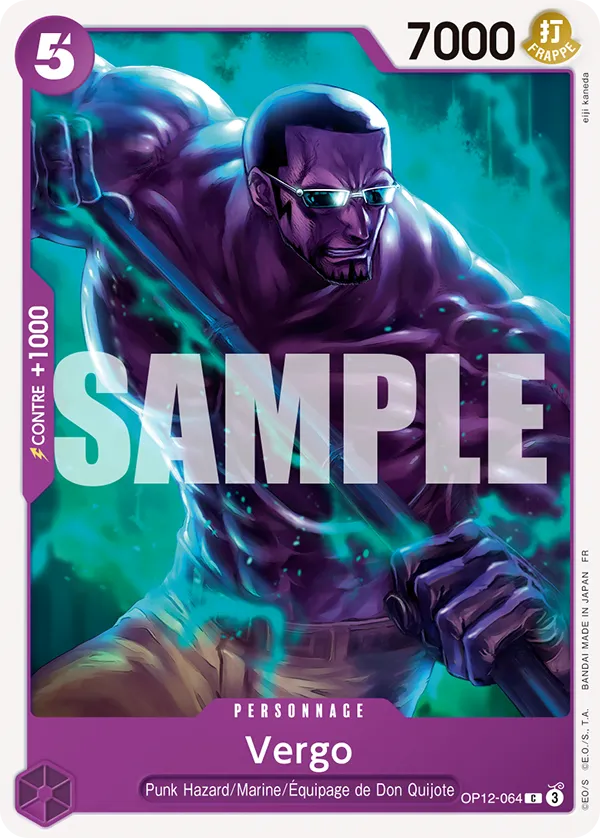 5
7000
打
FRAPPE
eiji kaneda
CONTRE +1000
SAMPLE
PERSONNAGE
Vergo
Punk Hazard/Marine/Équipage de Don Quijote
OP12-064 C 3
©E.O/S ©E.O./S., T.A. BANDAI MADE IN JAPAN FR